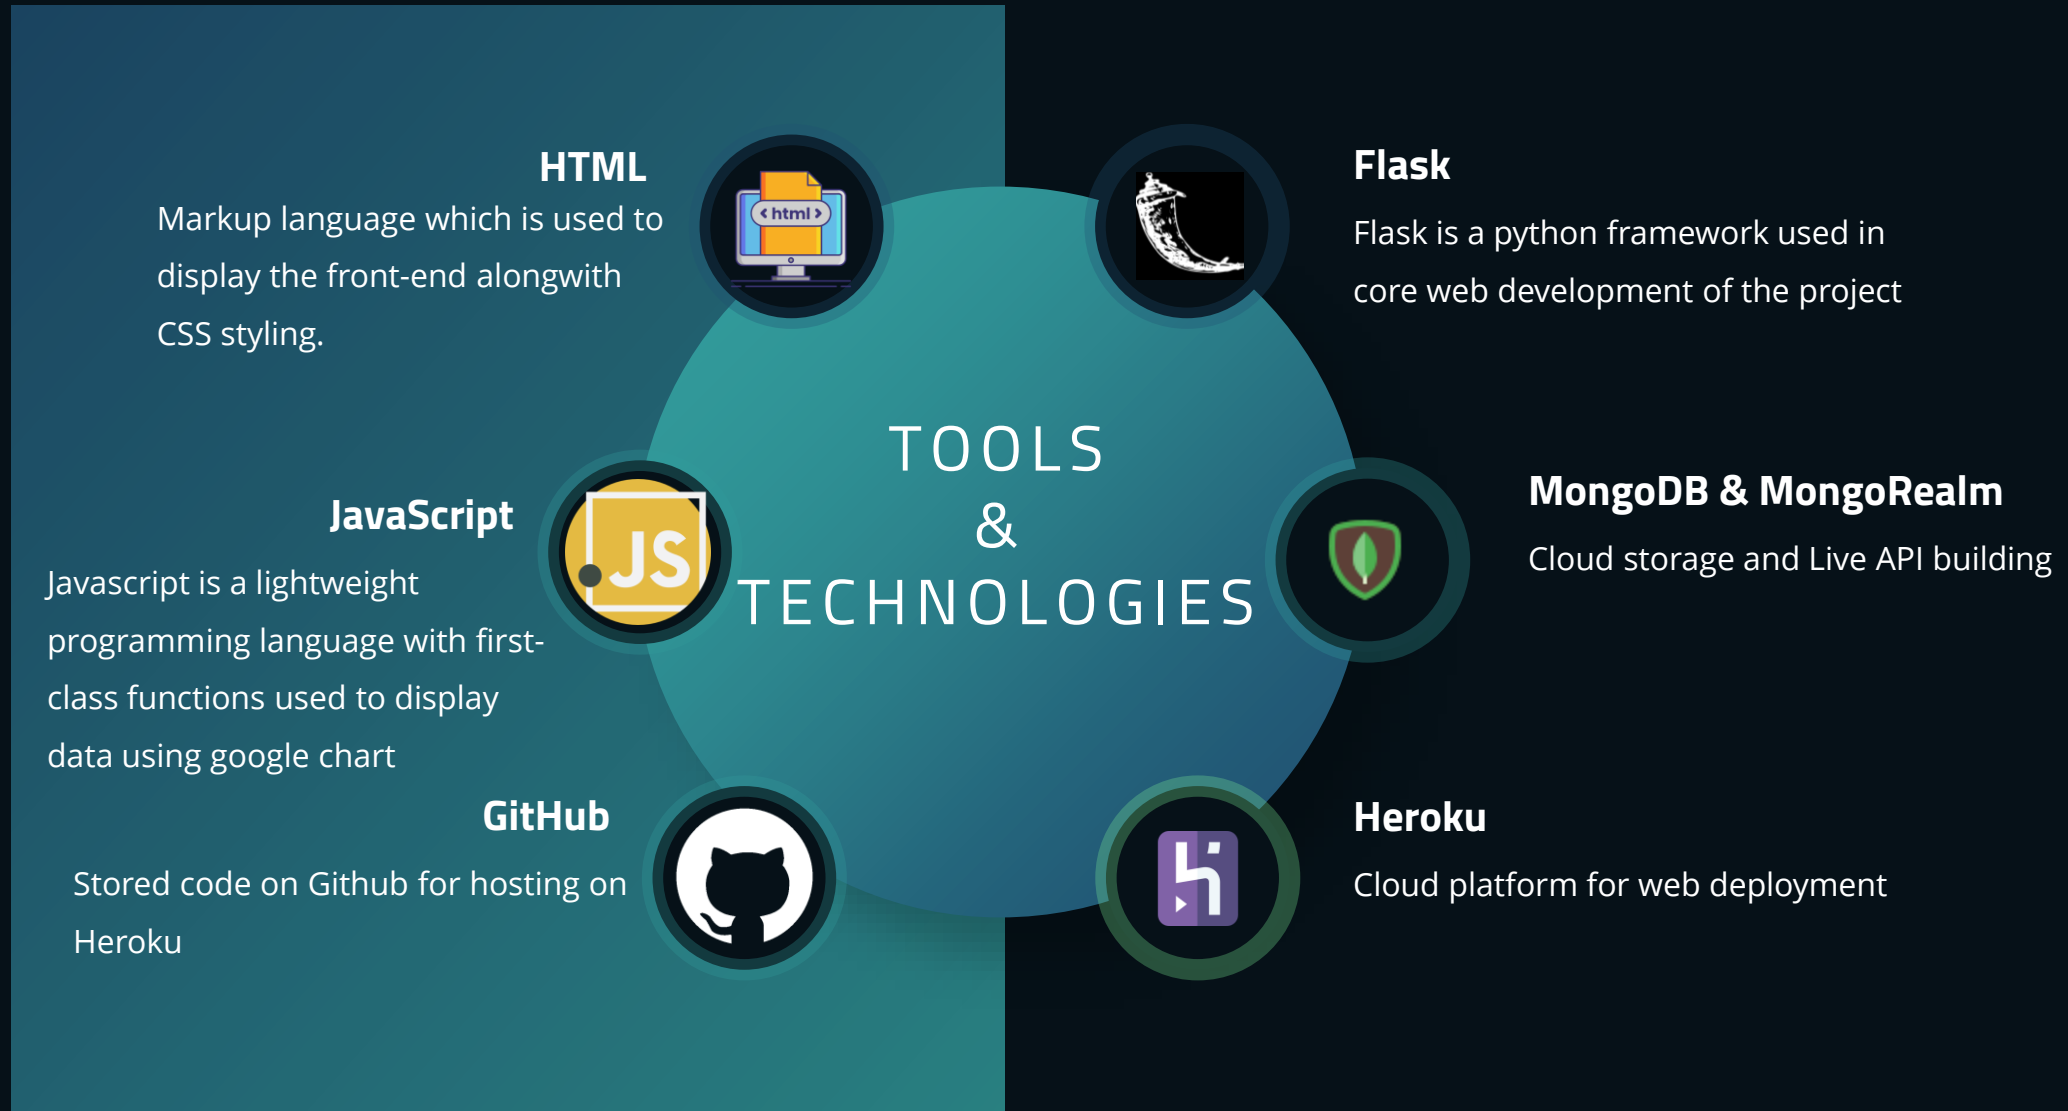 HTML
Markup language which is used to
display the front-end alongwith
CSS styling.
< html >
Flask
Flask is a python framework used in
core web development of the project
TOOLS
&
TECHNOLOGIES
JavaScript
Javascript is a lightweight
programming language with first-
class functions used to display
data using google chart
JS
MongoDB & MongoRealm
Cloud storage and Live API building
GitHub
Stored code on Github for hosting on
Heroku
Heroku
Cloud platform for web deployment